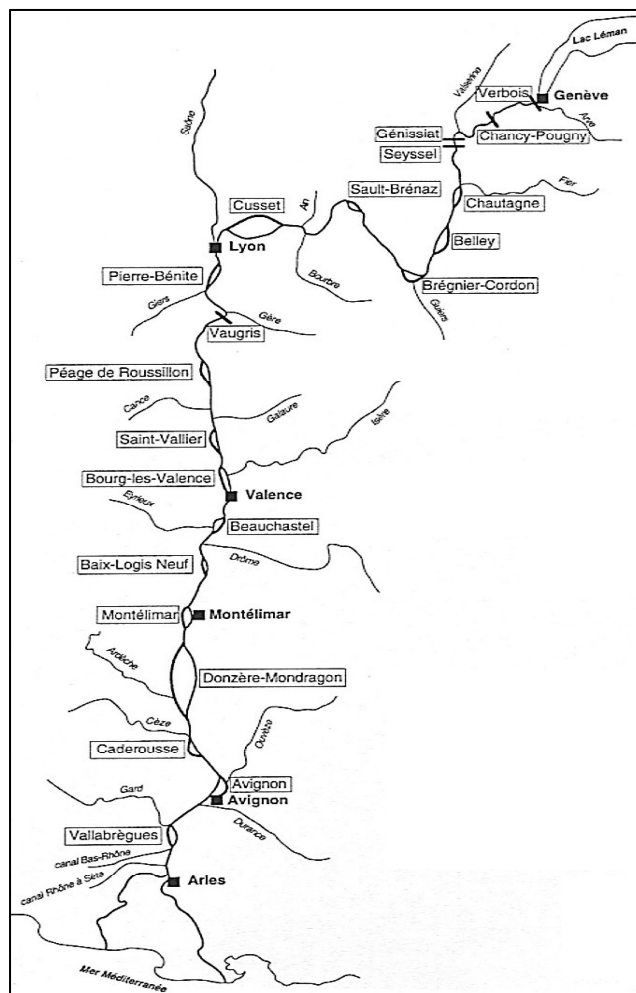 Lac Léman
Valserine
Verbois
Genève
Arve
Génissiat
Chancy-Pougny
Seyssel
Saône
Fier
Sault-Brénaz
Chautagne
Ain
Cusset
Belley
Lyon
Bourbre
Pierre-Bénite
Brégnier-Cordon
Giers
Guiers
Gère
Vaugris
Péage de Roussillon
Cance
Galaure
Isère
Saint-Vallier
Bourg-les-Valence
Valence
Eyrieux
Beauchastel
Baix-Logis Neuf
Drôme
Montélimar
Montélimar
Ardèche
Donzère-Mondragon
Cèze
Ouvèze
Caderousse
Avignon
Gard
Avignon
Durance
Vallabrègues
canal Bas-Rhône
canal Rhône à Sète
Arles
Mer Méditerranée